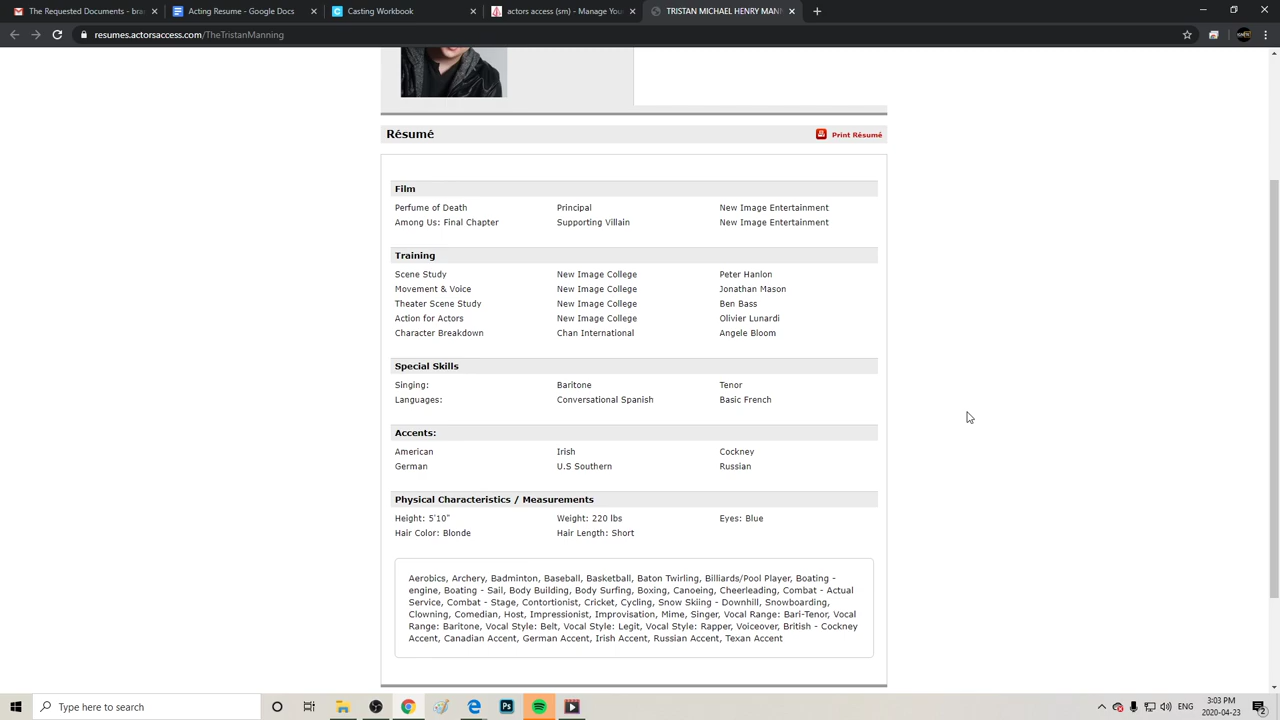 The Requested Documents - bra
Acting Resume - Google Docs
Casting Workbook
actors access (sm) - Manage You
TRISTAN MICHAEL HENRY MANN
resumes.actorsaccess.com/TheTristanManning
Résumé
Print Résumé
Film
Perfume of Death Principal New Image Entertainment
Among Us: Final Chapter Supporting Villain New Image Entertainment
Training
Scene Study New Image College Peter Hanlon
Movement & Voice New Image College Jonathan Mason
Theater Scene Study New Image College Ben Bass
Action for Actors New Image College Olivier Lunardi
Character Breakdown Chan International Angele Bloom
Special Skills
Singing: Baritone Tenor
Languages: Conversational Spanish Basic French
Accents:
American Irish Cockney
German U.S Southern Russian
Physical Characteristics / Measurements
Height: 5'10" Weight: 220 lbs Eyes: Blue
Hair Color: Blonde Hair Length: Short
Aerobics, Archery, Badminton, Baseball, Basketball, Baton Twirling, Billiards/Pool Player, Boating -
engine, Boating - Sail, Body Building, Body Surfing, Boxing, Canoeing, Cheerleading, Combat - Actual
Service, Combat - Stage, Contortionist, Cricket, Cycling, Snow Skiing - Downhill, Snowboarding,
Clowning, Comedian, Host, Impressionist, Improvisation, Mime, Singer, Vocal Range: Bari-Tenor, Vocal
Range: Baritone, Vocal Style: Belt, Vocal Style: Legit, Vocal Style: Rapper, Voiceover, British - Cockney
Accent, Canadian Accent, German Accent, Irish Accent, Russian Accent, Texan Accent
Type here to search
Ps
ENG
3:03 PM
2020-04-23
2